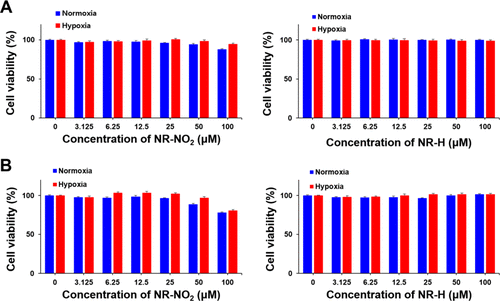 A
Normoxia
Hypoxia
Cell viability (%)
100
50
0
0 3.125 6.25 12.5 25 50 100
Concentration of NR-NO₂ (μM)
Normoxia
Hypoxia
Cell viability (%)
100
50
0
0 3.125 6.25 12.5 25 50 100
Concentration of NR-H (μM)
B
Normoxia
Hypoxia
Cell viability (%)
100
50
0
0 3.125 6.25 12.5 25 50 100
Concentration of NR-NO₂ (μM)
Normoxia
Hypoxia
Cell viability (%)
100
50
0
0 3.125 6.25 12.5 25 50 100
Concentration of NR-H (μM)